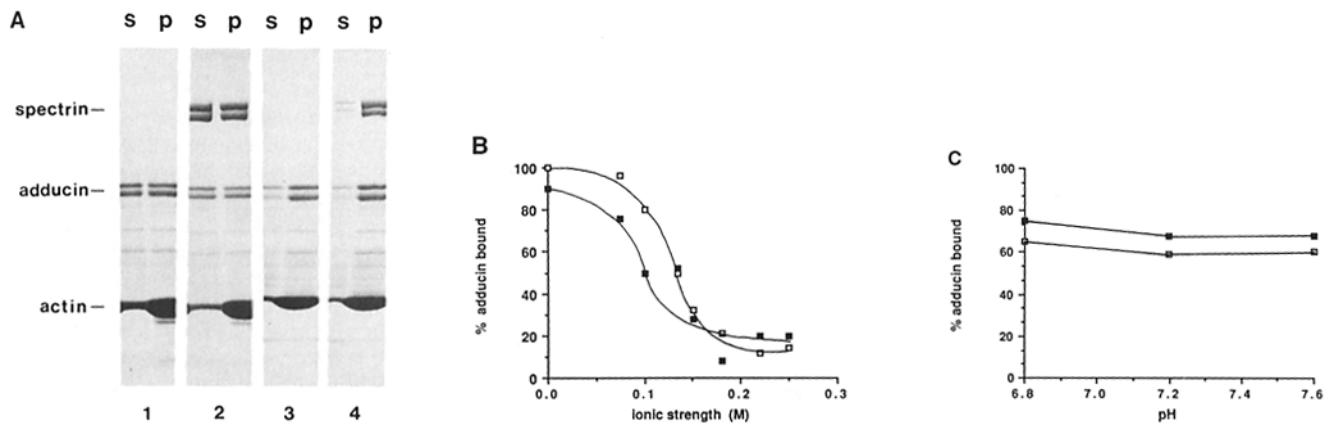 A
s p s p s p s p
spectrin
adducin
actin
1 2 3 4
B
% adducin bound
100
80
60
40
20
0
0.0 0.1 0.2 0.3
ionic strength (M)
C
% adducin bound
100
80
60
40
20
0
6.8 7.0 7.2 7.4 7.6
pH